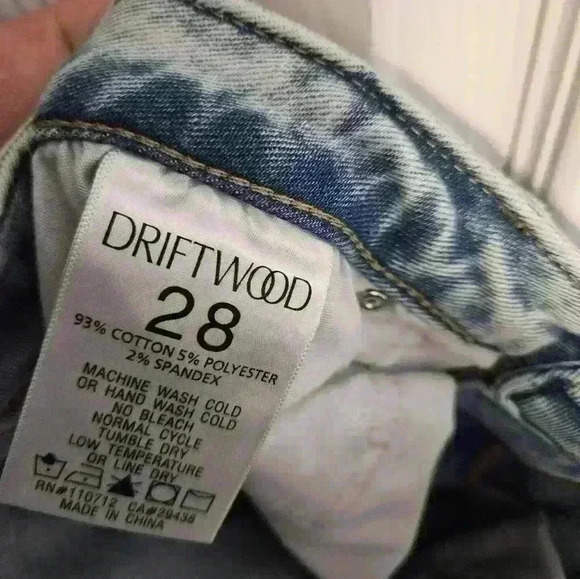 DRIFTWOOD
28
93% COTTON 5% POLYESTER
2% SPANDEX
MACHINE WASH COLD
OR HAND WASH COLD
NO BLEACH
NORMAL CYCLE
TUMBLE DRY
LOW TEMPERATURE
OR LINE DRY
RN#110712 CA#39438
MADE IN CHINA